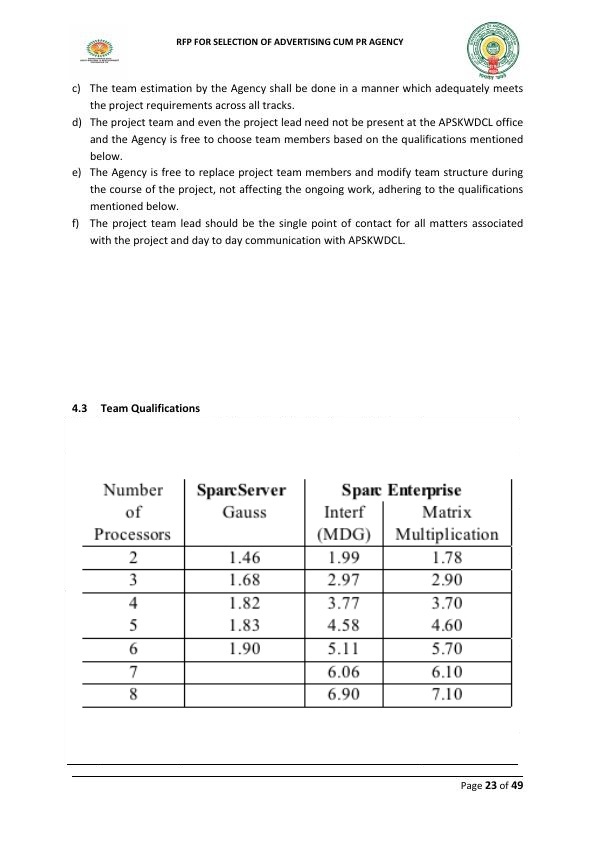 RFP FOR SELECTION OF ADVERTISING CUM PR AGENCY
c) The team estimation by the Agency shall be done in a manner which adequately meets
the project requirements across all tracks.
d) The project team and even the project lead need not be present at the APSKWDCL office
and the Agency is free to choose team members based on the qualifications mentioned
below.
e) The Agency is free to replace project team members and modify team structure during
the course of the project, not affecting the ongoing work, adhering to the qualifications
mentioned below.
f) The project team lead should be the single point of contact for all matters associated
with the project and day to day communication with APSKWDCL.
4.3 Team Qualifications
Number SparcServer Sparc Enterprise
of Gauss Interf Matrix
Processors (MDG) Multiplication
2 1.46 1.99 1.78
3 1.68 2.97 2.90
4 1.82 3.77 3.70
5 1.83 4.58 4.60
6 1.90 5.11 5.70
7 6.06 6.10
8 6.90 7.10
Page 23 of 49